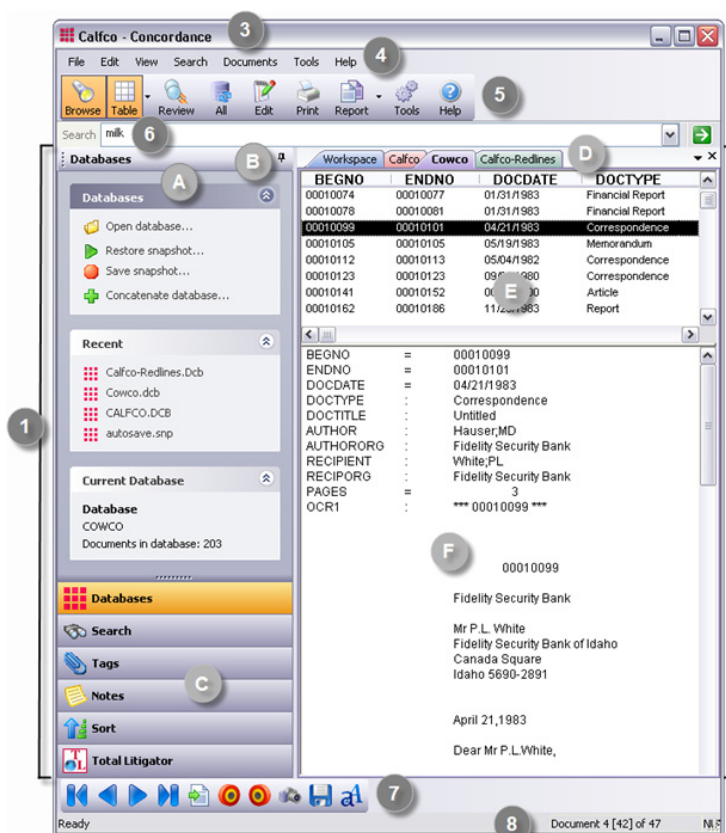 Calfco - Concordance
3
File Edit View Search Documents Tools Help
4
Browse Table Review All Edit Print Report Tools Help
5
Search milk
6
Databases
B
Workspace Calfco Cowco Calfco-Redlines
D
A
Databases
Open database...
Restore snapshot...
Save snapshot...
Concatenate database...
Recent
Calfco-Redlines.Dcb
Cowco.dcb
CALFCO.DCB
autosave.snp
1
Current Database
Database
COWCO
Documents in database: 203
Databases
Search
Tags
Notes
C
Sort
Total Litigator
BEGNO ENDNO DOCDATE DOCTYPE
00010074 00010077 01/31/1983 Financial Report
00010078 00010081 01/31/1983 Financial Report
00010099 00010101 04/21/1983 Correspondence
00010105 00010105 05/19/1983 Memorandum
00010112 00010113 05/04/1982 Correspondence
00010123 00010123 Correspondence
00010141 00010152 Article
E
00010162 00010186 Report
BEGNO = 00010099
ENDNO = 00010101
DOCDATE = 04/21/1983
DOCTYPE : Correspondence
DOCTITLE : Untitled
AUTHOR : Hauser;MD
AUTHORORG : Fidelity Security Bank
RECIPIENT : White;PL
RECIPORG : Fidelity Security Bank
PAGES = 3
OCR1 : *** 00010099 ***
F
00010099
Fidelity Security Bank
Mr P.L. White
Fidelity Security Bank of Idaho
Canada Square
Idaho 5690-2891
April 21,1983
Dear Mr P.L.White,
7
Ready
8
Document 4 [42] of 47